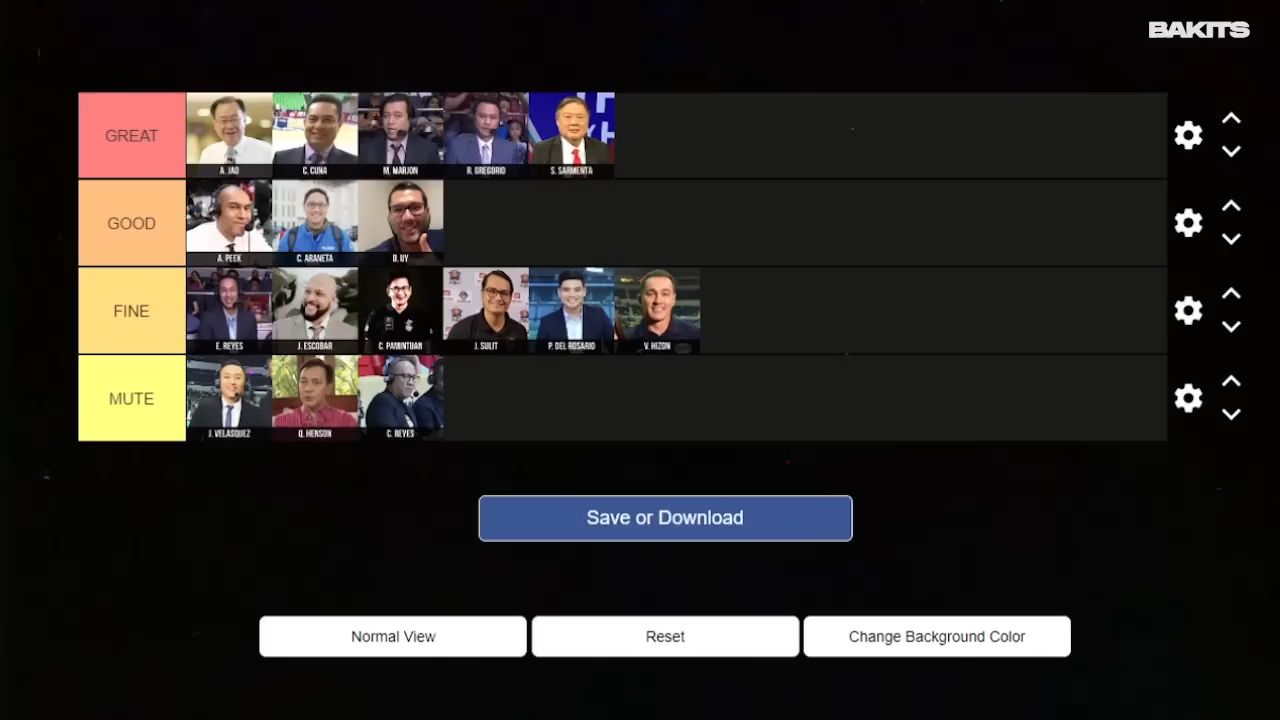 BAKITS
GREAT
A. JAO
C. CUNA
M. MARJON
R. GREGORIO
S. SARMENTA
GOOD
A. PEEK
C. ARANETA
D. UY
FINE
E. REYES
J. ESCOBAR
C. PAMINTUAN
J. SULIT
P. DEL ROSARIO
V. HIZON
MUTE
J. VELASQUEZ
Q. HENSON
C. REYES
Save or Download
Normal View
Reset
Change Background Color